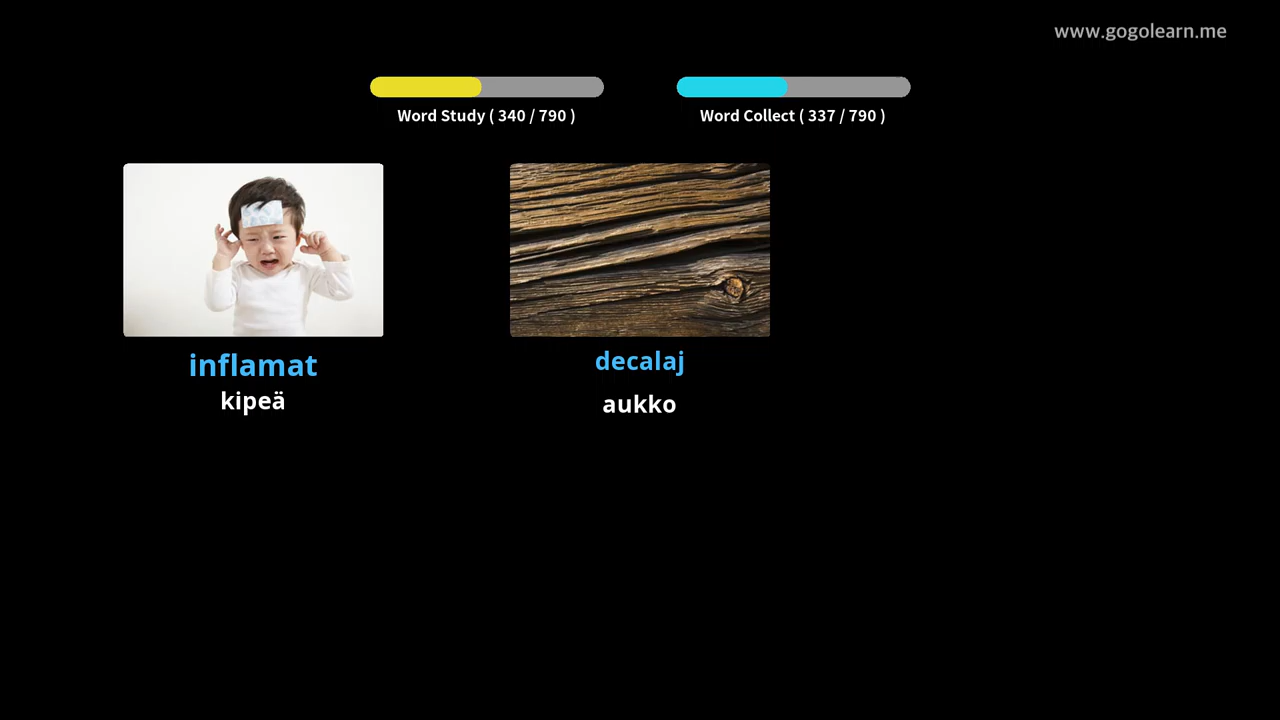 www.gogolearn.me
Word Study ( 340 / 790 )
Word Collect ( 337 / 790 )
inflamat
kipeä
decalaj
aukko